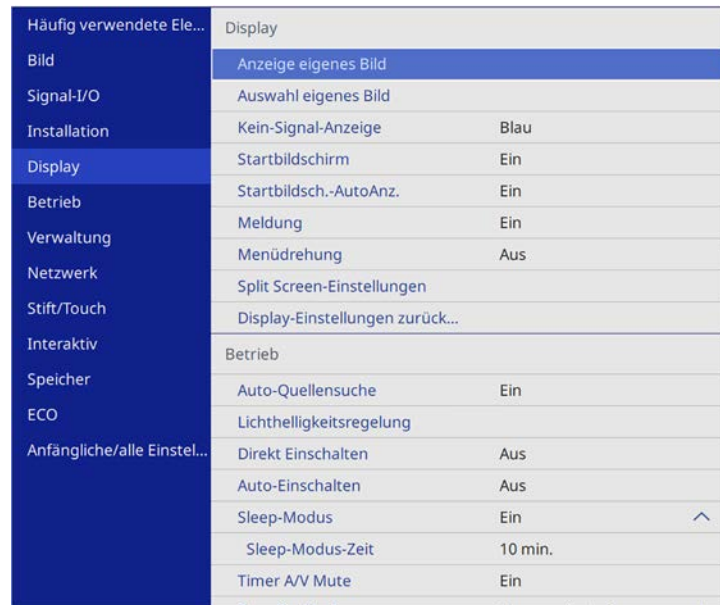 Häufig verwendete Ele...
Bild
Signal-I/O
Installation
Display
Betrieb
Verwaltung
Netzwerk
Stift/Touch
Interaktiv
Speicher
ECO
Anfängliche/alle Einstel...
Display
Anzeige eigenes Bild
Auswahl eigenes Bild
Kein-Signal-Anzeige Blau
Startbildschirm Ein
Startbildsch.-AutoAnz. Ein
Meldung Ein
Menüdrehung Aus
Split Screen-Einstellungen
Display-Einstellungen zurück...
Betrieb
Auto-Quellensuche Ein
Lichthelligkeitsregelung
Direkt Einschalten Aus
Auto-Einschalten Aus
Sleep-Modus Ein
Sleep-Modus-Zeit 10 min.
Timer A/V Mute Ein